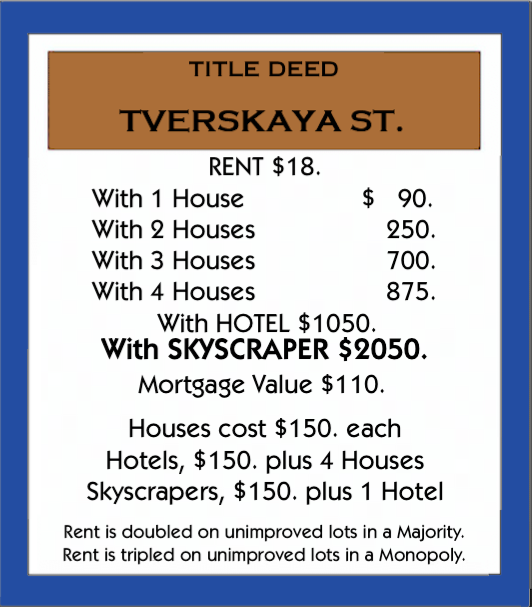 TITLE DEED
TVERSKAYA ST.
RENT $18.
With 1 House $ 90.
With 2 Houses 250.
With 3 Houses 700.
With 4 Houses 875.
With HOTEL $1050.
With SKYSCRAPER $2050.
Mortgage Value $110.
Houses cost $150. each
Hotels, $150. plus 4 Houses
Skyscrapers, $150. plus 1 Hotel
Rent is doubled on unimproved lots in a Majority.
Rent is tripled on unimproved lots in a Monopoly.